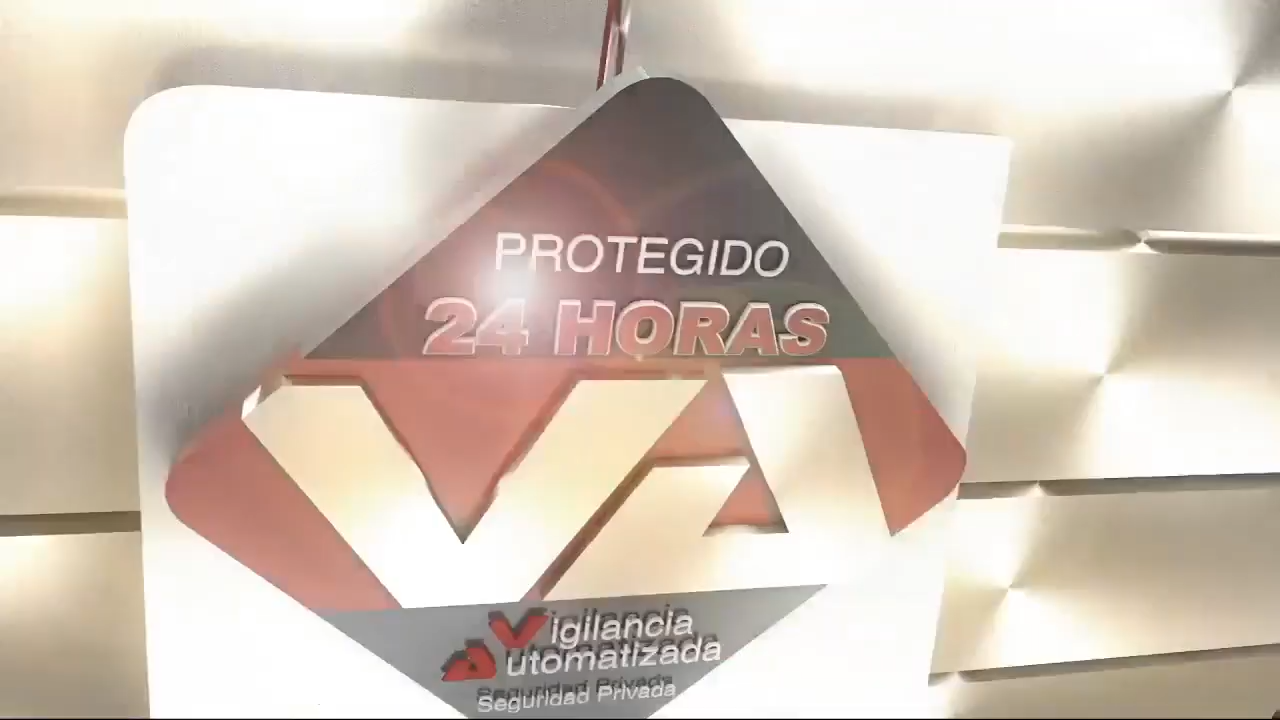 PROTEGIDO
24 HORAS
VA
Vigilancia
Automatizada
Seguridad Privada